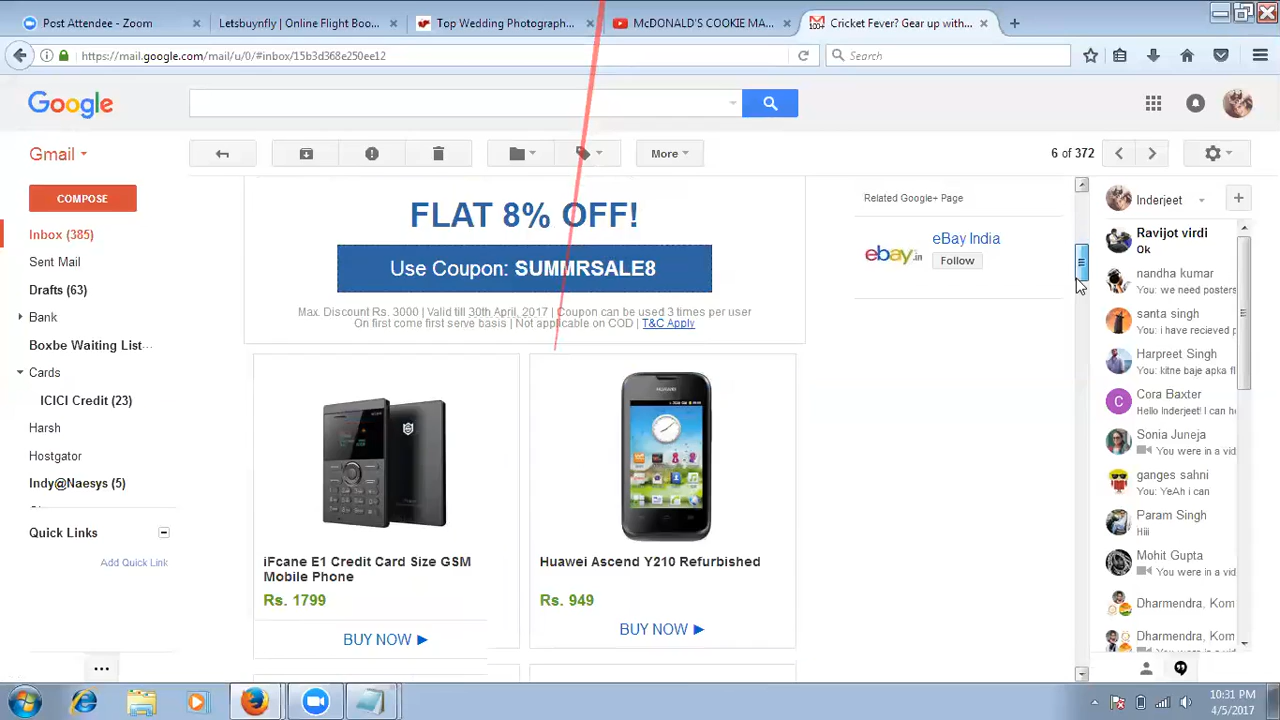 Post Attendee - Zoom
Letsbuynfly | Online Flight Boo...
Top Wedding Photograph...
McDONALD'S COOKIE MA...
100+
Cricket Fever? Gear up with...
https://mail.google.com/mail/u/0/#inbox/15b3d368e250ee12
Search
Google
Gmail
More
6 of 372
COMPOSE
Inbox (385)
Sent Mail
Drafts (63)
Bank
Boxbe Waiting List...
Cards
ICICI Credit (23)
Harsh
Hostgator
Indy@Naesys (5)
Quick Links
Add Quick Link
FLAT 8% OFF!
Use Coupon: SUMMRSALE8
Max. Discount Rs. 3000 | Valid till 30th April, 2017 | Coupon can be used 3 times per user
On first come first serve basis | Not applicable on COD | T&C Apply
iFcane E1 Credit Card Size GSM
Mobile Phone
Rs. 1799
BUY NOW ►
HUAWEI
Huawei Ascend Y210 Refurbished
Rs. 949
BUY NOW ►
Related Google+ Page
ebay.in
eBay India
Follow
Inderjeet
Ravijot virdi
Ok
nandha kumar
You: we need posters
santa singh
You: i have recieved p
Harpreet Singh
You: kitne baje apka fl
C
Cora Baxter
Hello Inderjeet! I can h
Sonia Juneja
You were in a vid
ganges sahni
You: YeAh i can
Param Singh
Hiii
Mohit Gupta
You were in a vid
Dharmendra, Kom
Dharmendra, Kom
10:31 PM
4/5/2017